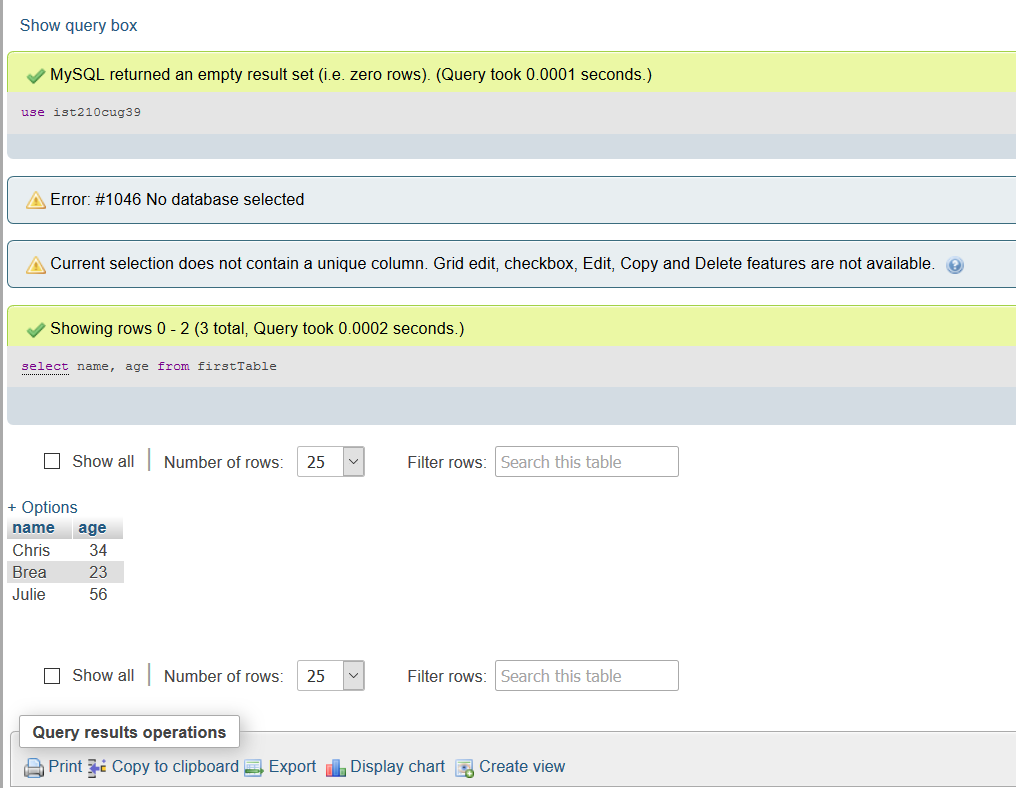 Show query box
MySQL returned an empty result set (i.e. zero rows). (Query took 0.0001 seconds.)
use ist210cug39
Error: #1046 No database selected
Current selection does not contain a unique column. Grid edit, checkbox, Edit, Copy and Delete features are not available.
Showing rows 0 - 2 (3 total, Query took 0.0002 seconds.)
select name, age from firstTable
Show all Number of rows: 25 Filter rows: Search this table
+ Options
name age
Chris 34
Brea 23
Julie 56
Show all Number of rows: 25 Filter rows: Search this table
Query results operations
Print Copy to clipboard Export Display chart Create view